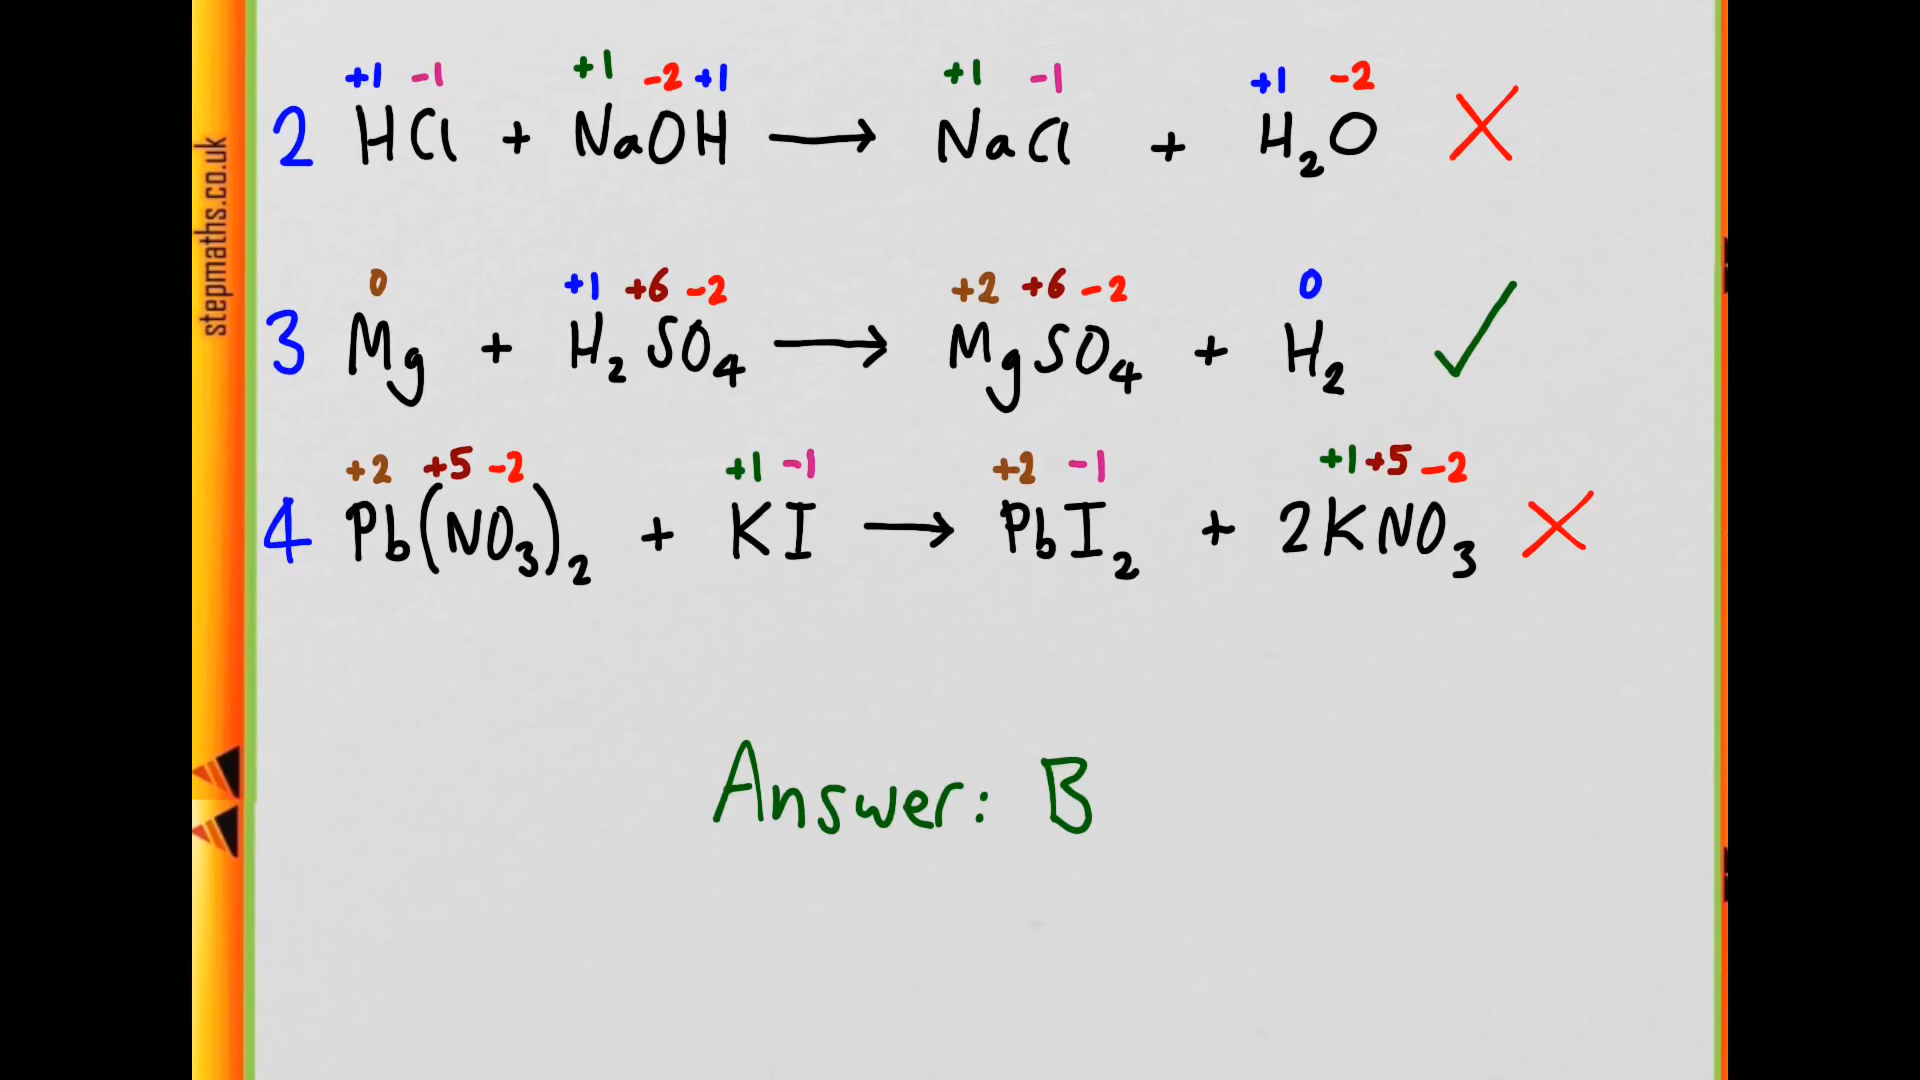 stepmaths.co.uk
+1 -1 +1 -2 +1 +1 -1 +1 -2
2 HCl + NaOH ⟶ NaCl + H₂O ✗
0 +1 +6 -2 +2 +6 -2 0
3 Mg + H₂SO₄ ⟶ MgSO₄ + H₂ ✓
+2 +5 -2 +1 -1 +2 -1 +1 +5 -2
4 Pb(NO₃)₂ + KI ⟶ PbI₂ + 2KNO₃ ✗
Answer: B